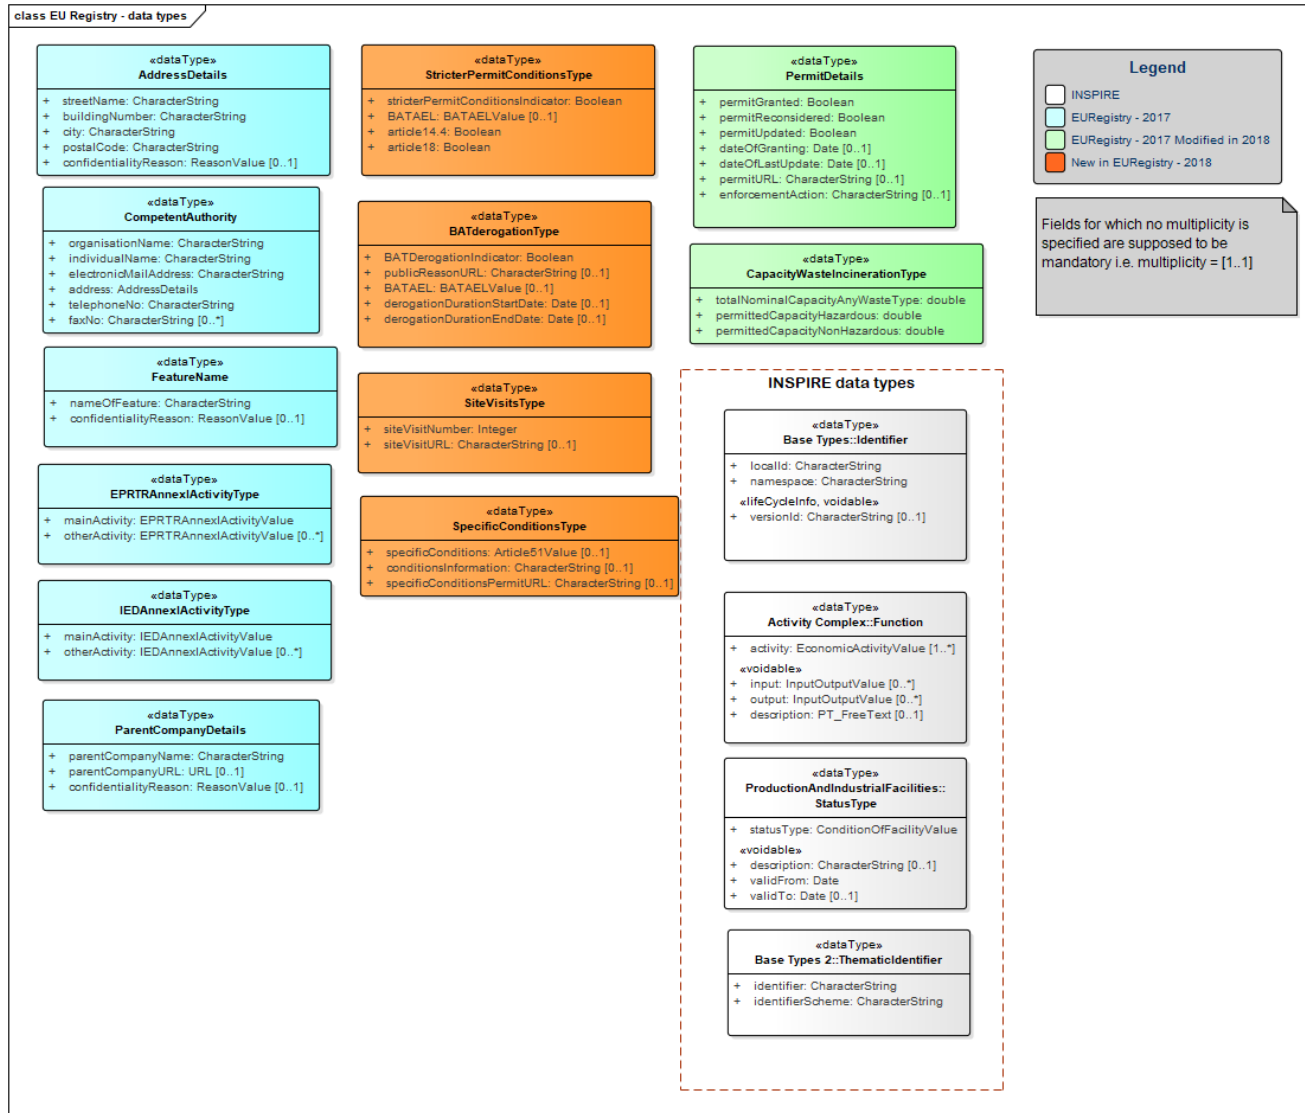 class EU Registry - data types
«dataType»
AddressDetails
+ streetName: CharacterString
+ buildingNumber: CharacterString
+ city: CharacterString
+ postalCode: CharacterString
+ confidentialityReason: ReasonValue [0..1]
«dataType»
CompetentAuthority
+ organisationName: CharacterString
+ individualName: CharacterString
+ electronicMailAddress: CharacterString
+ address: AddressDetails
+ telephoneNo: CharacterString
+ faxNo: CharacterString [0..*]
«dataType»
FeatureName
+ nameOfFeature: CharacterString
+ confidentialityReason: ReasonValue [0..1]
«dataType»
EPRTRAnnexIActivityType
+ mainActivity: EPRTRAnnexIActivityValue
+ otherActivity: EPRTRAnnexIActivityValue [0..*]
«dataType»
IEDAnnexIActivityType
+ mainActivity: IEDAnnexIActivityValue
+ otherActivity: IEDAnnexIActivityValue [0..*]
«dataType»
ParentCompanyDetails
+ parentCompanyName: CharacterString
+ parentCompanyURL: URL [0..1]
+ confidentialityReason: ReasonValue [0..1]
«dataType»
StricterPermitConditionsType
+ stricterPermitConditionsIndicator: Boolean
+ BATAEL: BATAELValue [0..1]
+ article14.4: Boolean
+ article18: Boolean
«dataType»
BATderogationType
+ BATDerogationIndicator: Boolean
+ publicReasonURL: CharacterString [0..1]
+ BATAEL: BATAELValue [0..1]
+ derogationDurationStartDate: Date [0..1]
+ derogationDurationEndDate: Date [0..1]
«dataType»
SiteVisitsType
+ siteVisitNumber: Integer
+ siteVisitURL: CharacterString [0..1]
«dataType»
SpecificConditionsType
+ specificConditions: Article51Value [0..1]
+ conditionsInformation: CharacterString [0..1]
+ specificConditionsPermitURL: CharacterString [0..1]
«dataType»
PermitDetails
+ permitGranted: Boolean
+ permitReconsidered: Boolean
+ permitUpdated: Boolean
+ dateOfGranting: Date [0..1]
+ dateOfLastUpdate: Date [0..1]
+ permitURL: CharacterString [0..1]
+ enforcementAction: CharacterString [0..1]
«dataType»
CapacityWasteIncinerationType
+ totalNominalCapacityAnyWasteType: double
+ permittedCapacityHazardous: double
+ permittedCapacityNonHazardous: double
INSPIRE data types
«dataType»
Base Types::Identifier
+ localId: CharacterString
+ namespace: CharacterString
«lifeCycleInfo, voidable»
+ versionId: CharacterString [0..1]
«dataType»
Activity Complex::Function
+ activity: EconomicActivityValue [1..*]
«voidable»
+ input: InputOutputValue [0..*]
+ output: InputOutputValue [0..*]
+ description: PT_FreeText [0..1]
«dataType»
ProductionAndIndustrialFacilities::
StatusType
+ statusType: ConditionOfFacilityValue
«voidable»
+ description: CharacterString [0..1]
+ validFrom: Date
+ validTo: Date [0..1]
«dataType»
Base Types 2::ThematicIdentifier
+ identifier: CharacterString
+ identifierScheme: CharacterString
Legend
INSPIRE
EURegistry - 2017
EURegistry - 2017 Modified in 2018
New in EURegistry - 2018
Fields for which no multiplicity is
specified are supposed to be
mandatory i.e. multiplicity = [1..1]